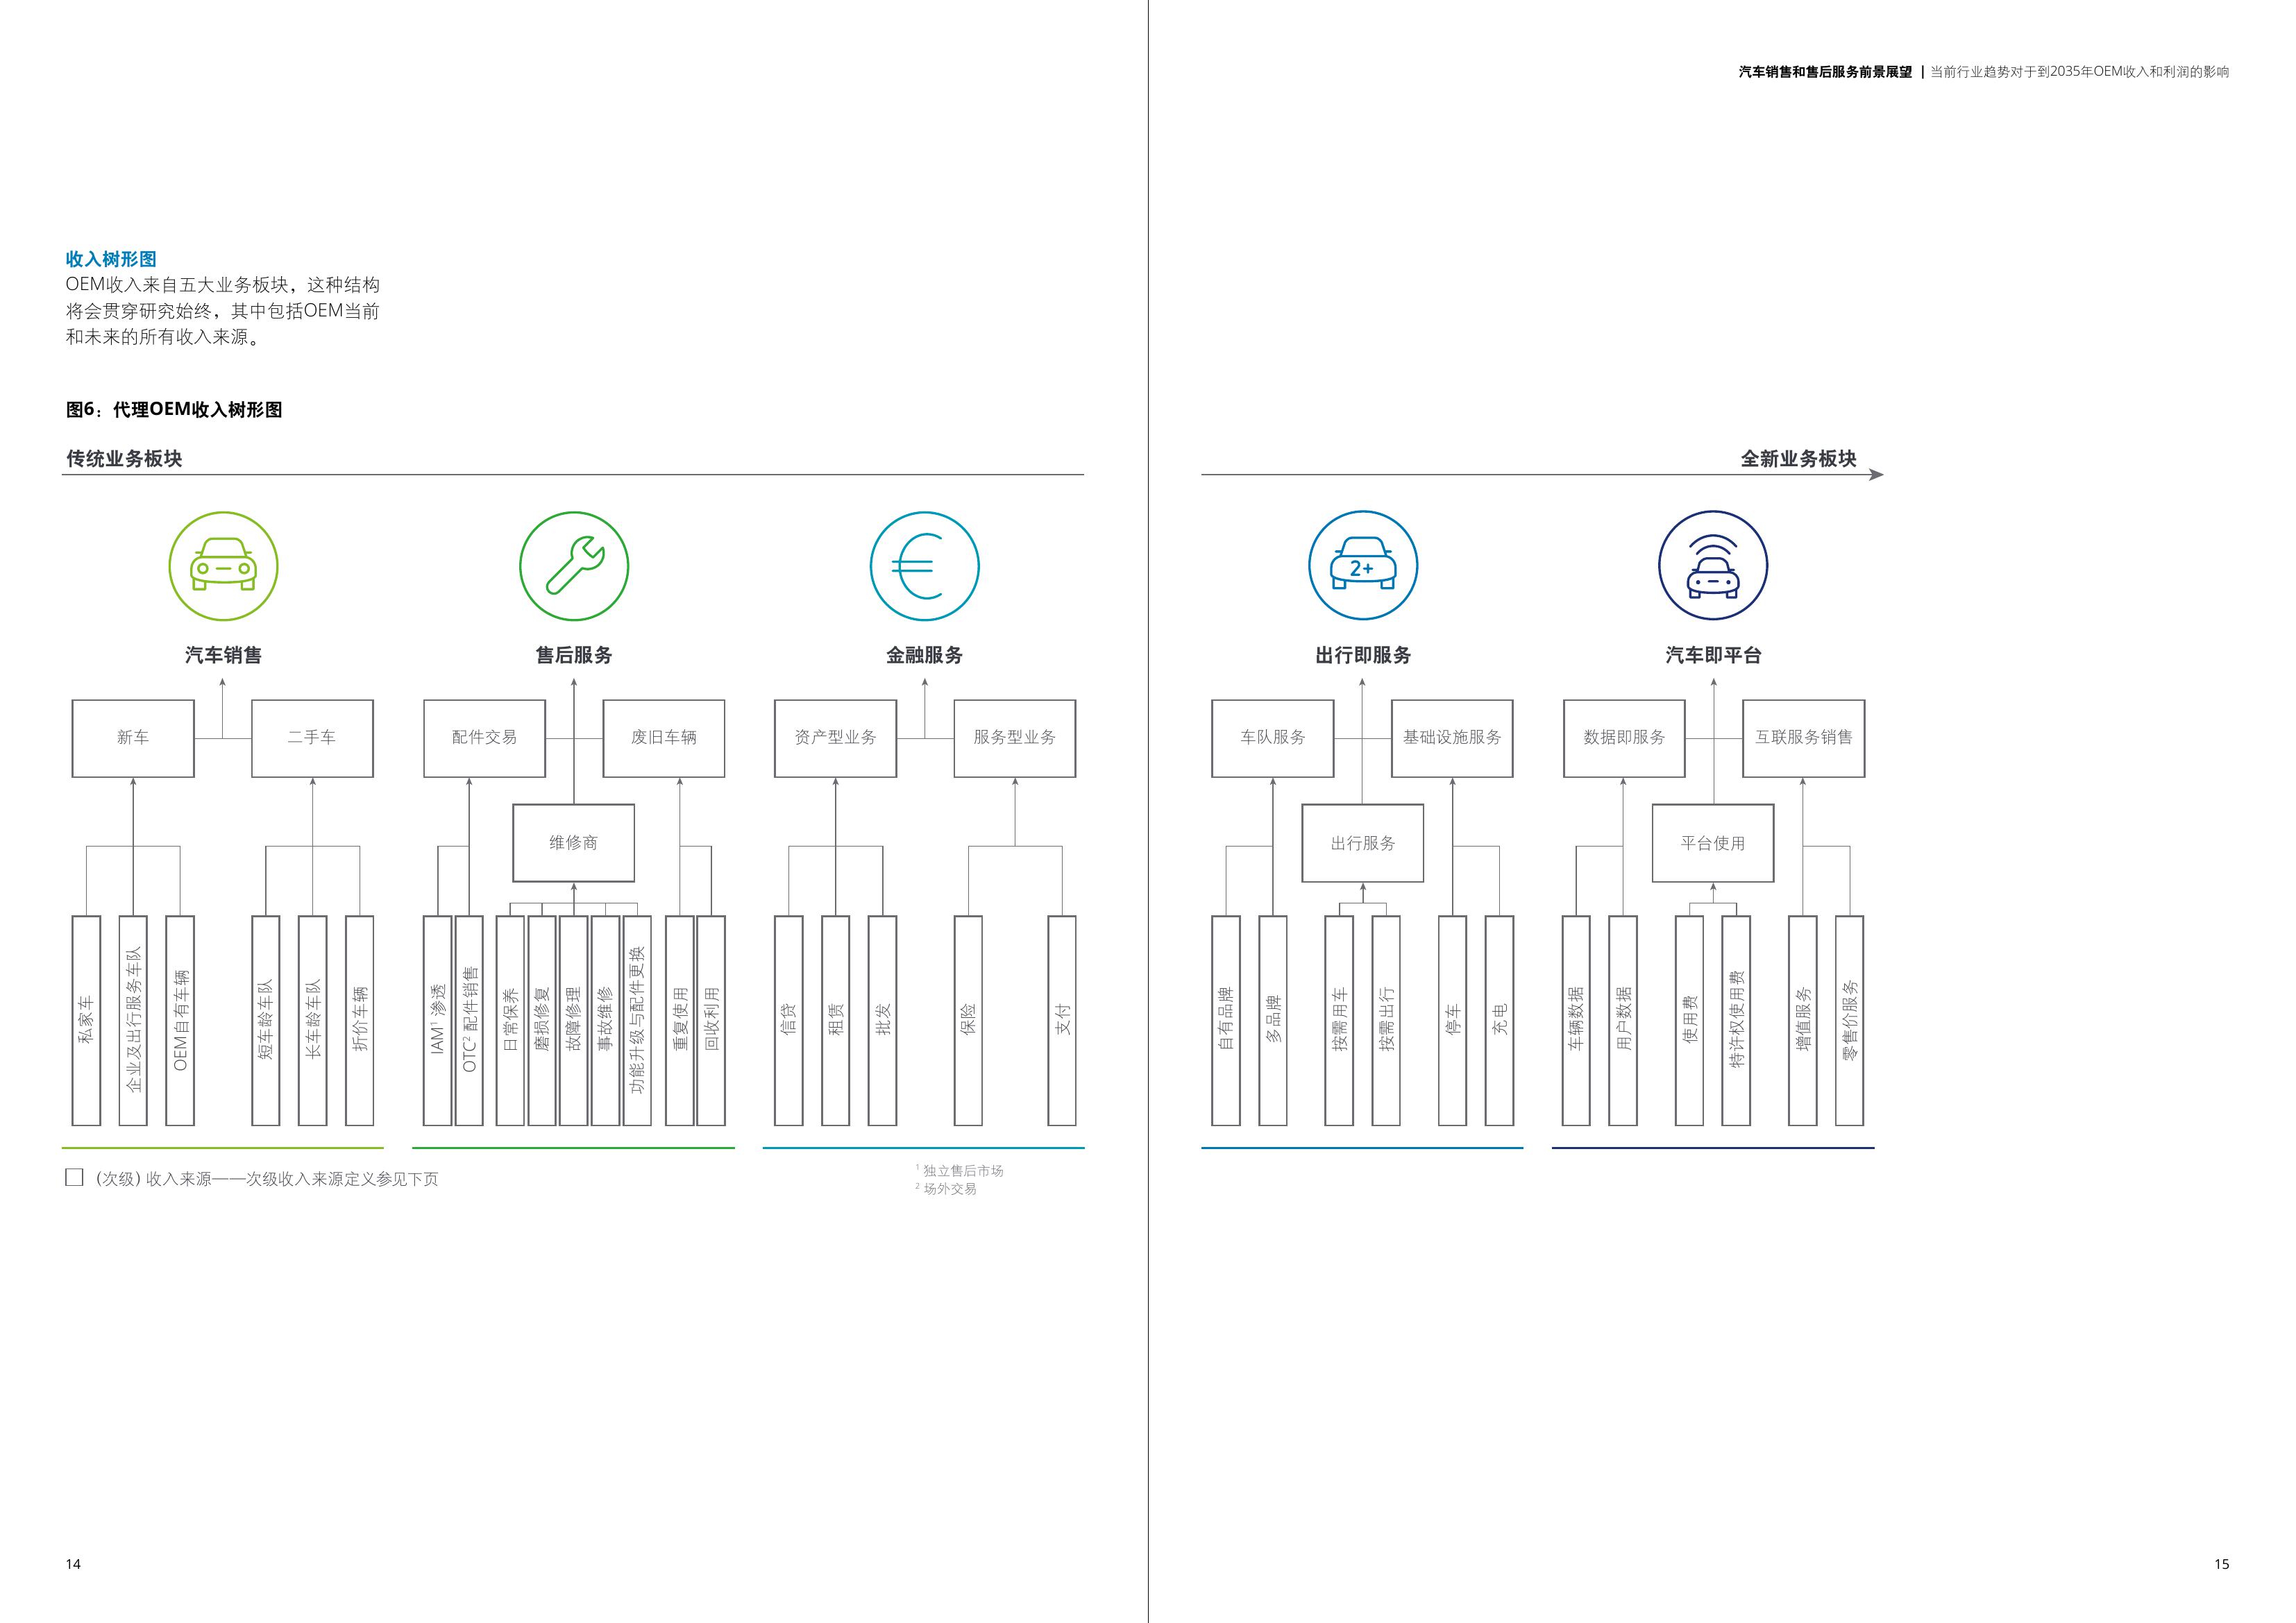 汽车销售和售后服务前景展望 | 当前行业趋势对于到2035年OEM收入和利润的影响
收入树形图
OEM收入来自五大业务板块，这种结构
将会贯穿研究始终，其中包括OEM当前
和未来的所有收入来源。
图6：代理OEM收入树形图
传统业务板块
全新业务板块
汽车销售
新车
二手车
私家车
企业及出行服务车队
OEM自有车辆
短车龄车队
长车龄车队
折价车辆
售后服务
配件交易
废旧车辆
维修商
IAM¹ 渗透
OTC² 配件销售
日常保养
磨损修复
故障修理
事故维修
功能升级与配件更换
重复使用
回收利用
金融服务
资产型业务
服务型业务
信贷
租赁
批发
保险
支付
2+
出行即服务
车队服务
基础设施服务
出行服务
自有品牌
多品牌
按需用车
按需出行
停车
充电
汽车即平台
数据即服务
互联服务销售
平台使用
车辆数据
用户数据
使用费
特许权使用费
增值服务
零售价服务
(次级) 收入来源——次级收入来源定义参见下页
¹ 独立售后市场
² 场外交易
14
15